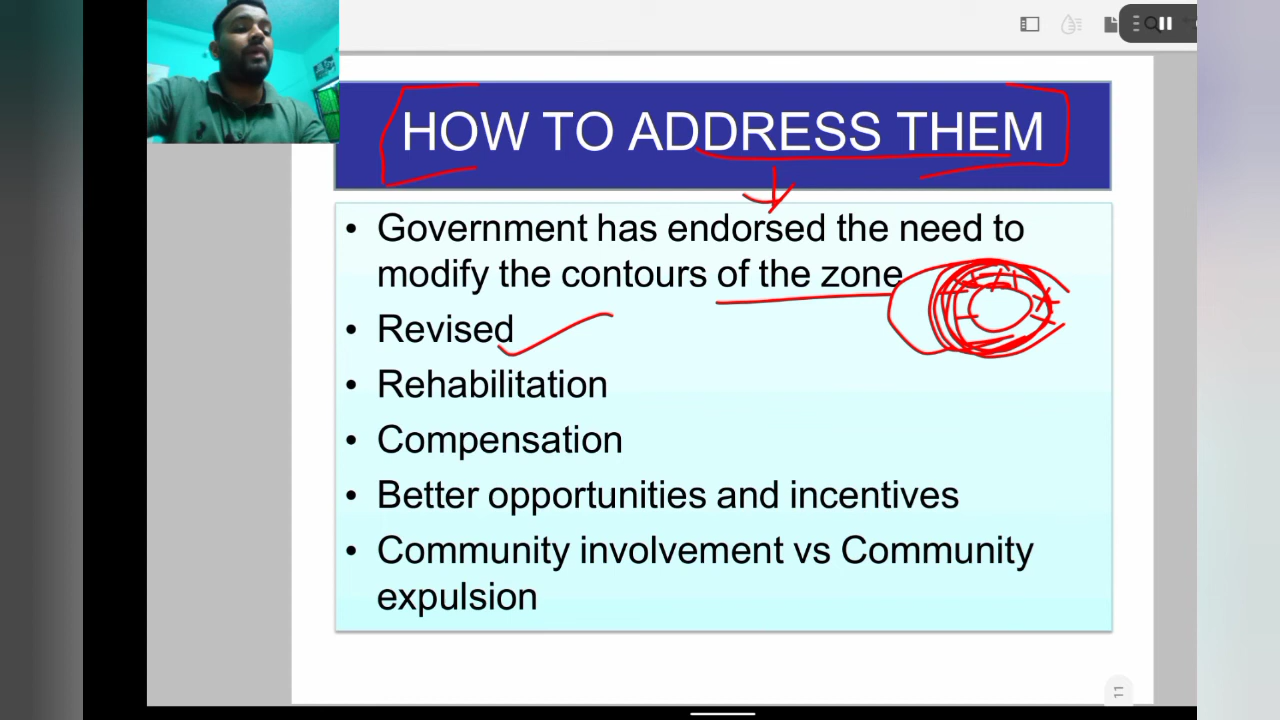 HOW TO ADDRESS THEM
• Government has endorsed the need to
modify the contours of the zone
• Revised
• Rehabilitation
• Compensation
• Better opportunities and incentives
• Community involvement vs Community
expulsion
11